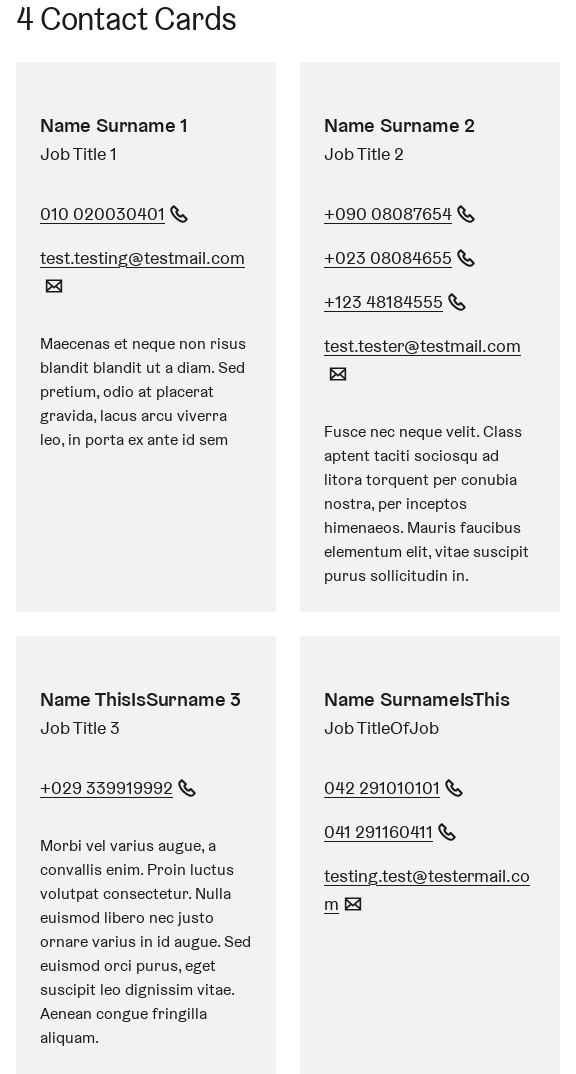 4 Contact Cards
Name Surname 1
Job Title 1
010 020030401
test.testing@testmail.com
Maecenas et neque non risus
blandit blandit ut a diam. Sed
pretium, odio at placerat
gravida, lacus arcu viverra
leo, in porta ex ante id sem
Name Surname 2
Job Title 2
+090 08087654
+023 08084655
+123 48184555
test.tester@testmail.com
Fusce nec neque velit. Class
aptent taciti sociosqu ad
litora torquent per conubia
nostra, per inceptos
himenaeos. Mauris faucibus
elementum elit, vitae suscipit
purus sollicitudin in.
Name ThisIsSurname 3
Job Title 3
+029 339919992
Morbi vel varius augue, a
convallis enim. Proin luctus
volutpat consectetur. Nulla
euismod libero nec justo
ornare varius in id augue. Sed
euismod orci purus, eget
suscipit leo dignissim vitae.
Aenean congue fringilla
aliquam.
Name SurnameIsThis
Job TitleOfJob
042 291010101
041 291160411
testing.test@testermail.co
m